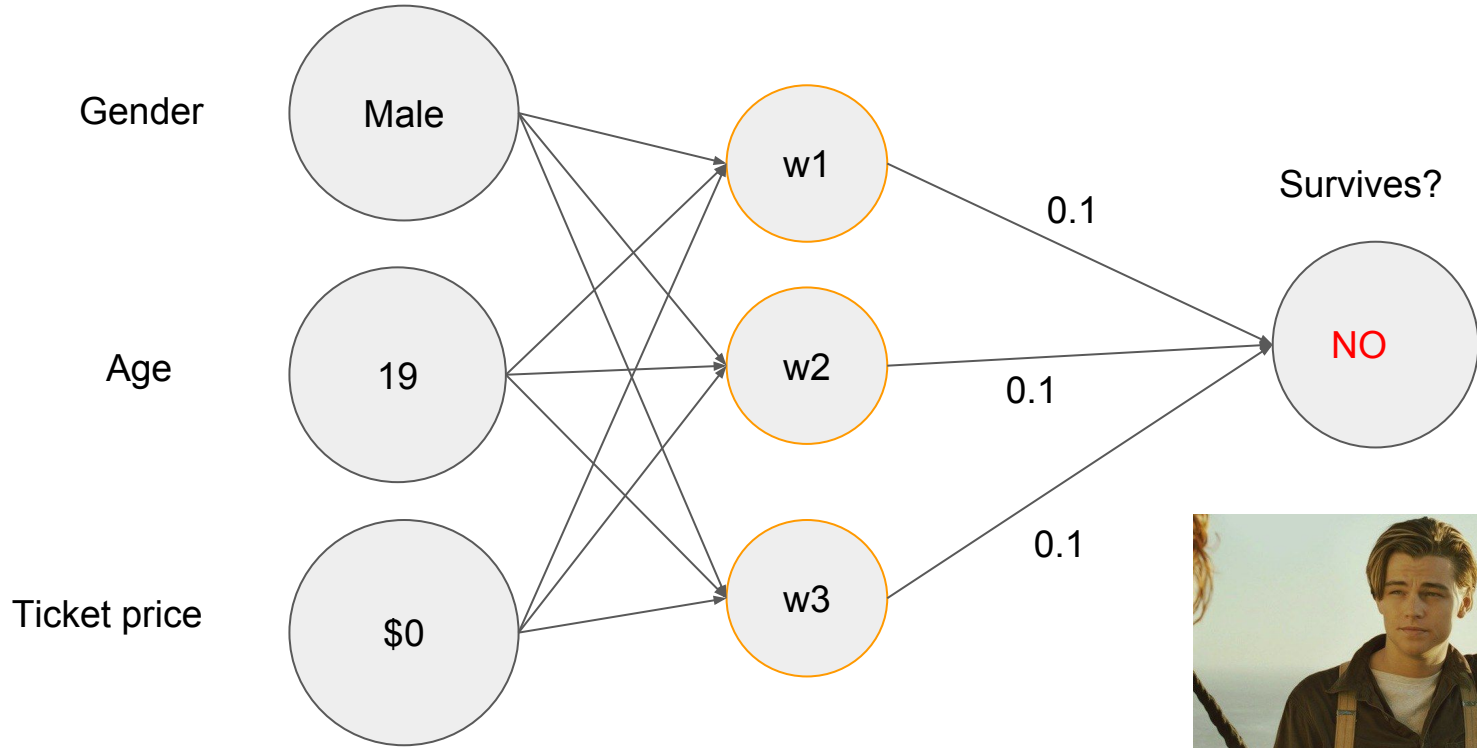 Gender
Male
w1
0.1
Survives?
Age
19
w2
0.1
NO
Ticket price
$0
w3
0.1